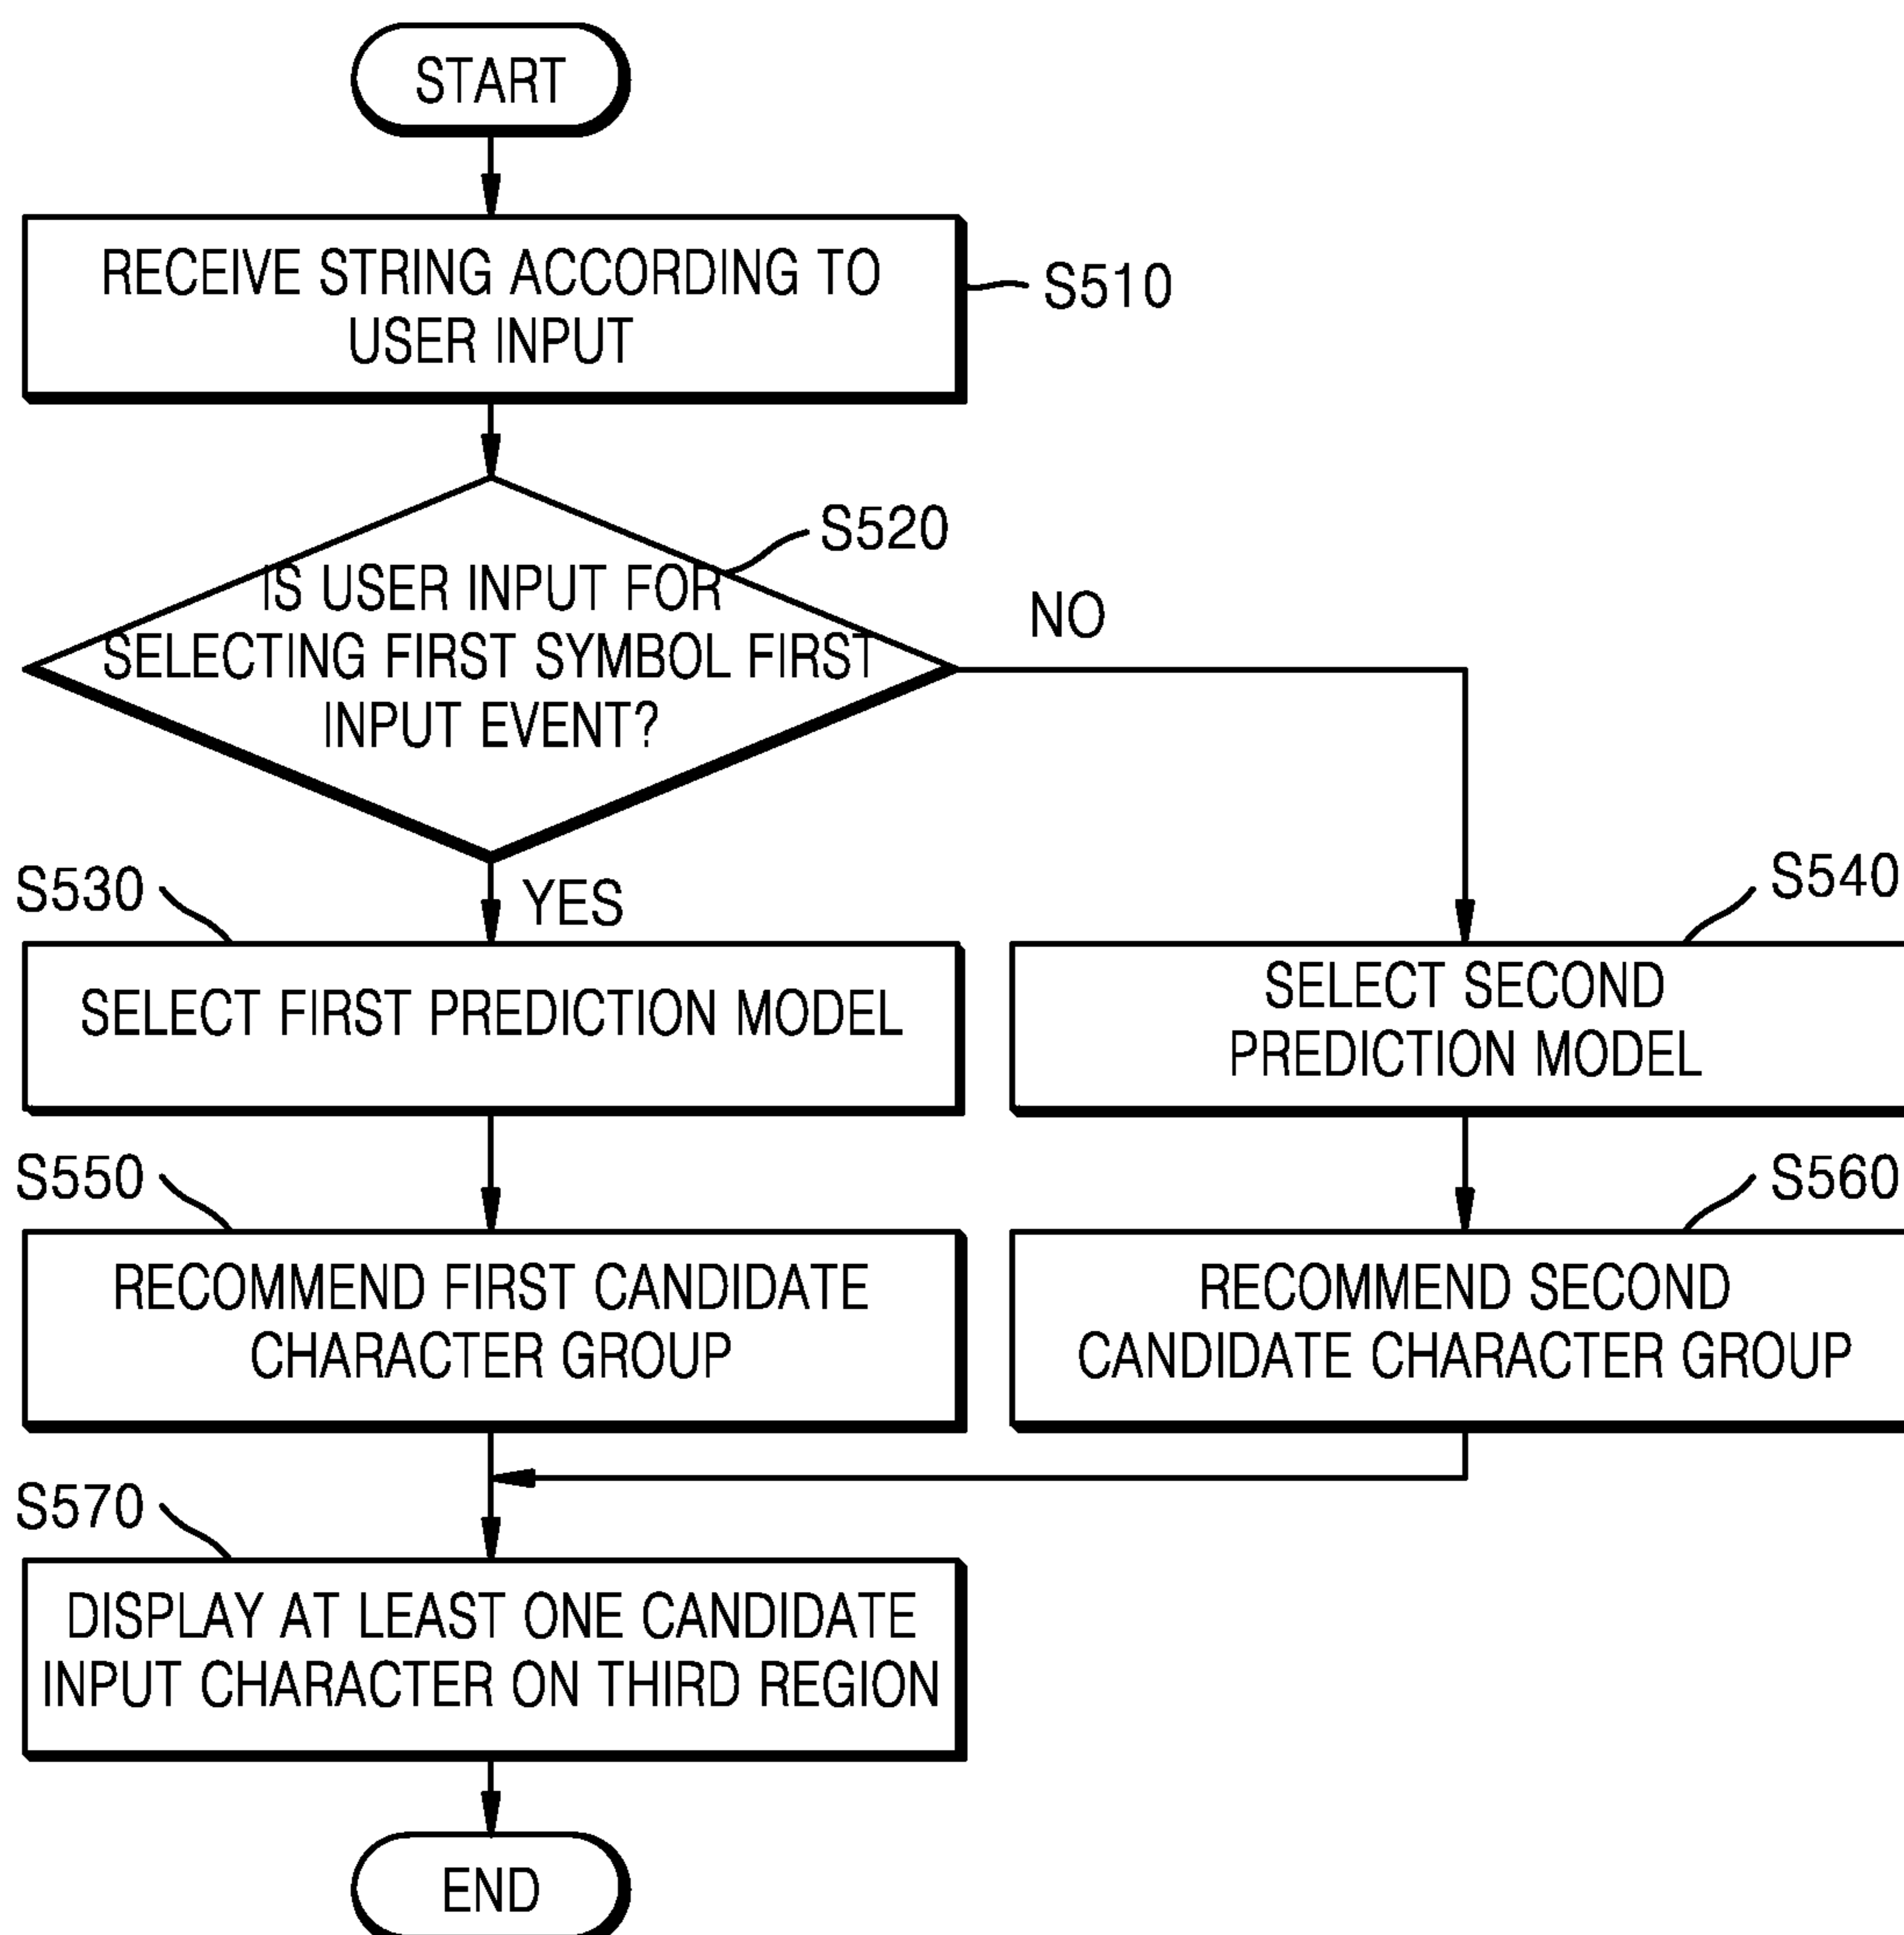 START
RECEIVE STRING ACCORDING TO
USER INPUT
S510
S520
IS USER INPUT FOR
SELECTING FIRST SYMBOL FIRST
INPUT EVENT?
NO
YES
S530
SELECT FIRST PREDICTION MODEL
S540
SELECT SECOND
PREDICTION MODEL
S550
RECOMMEND FIRST CANDIDATE
CHARACTER GROUP
S560
RECOMMEND SECOND
CANDIDATE CHARACTER GROUP
S570
DISPLAY AT LEAST ONE CANDIDATE
INPUT CHARACTER ON THIRD REGION
END